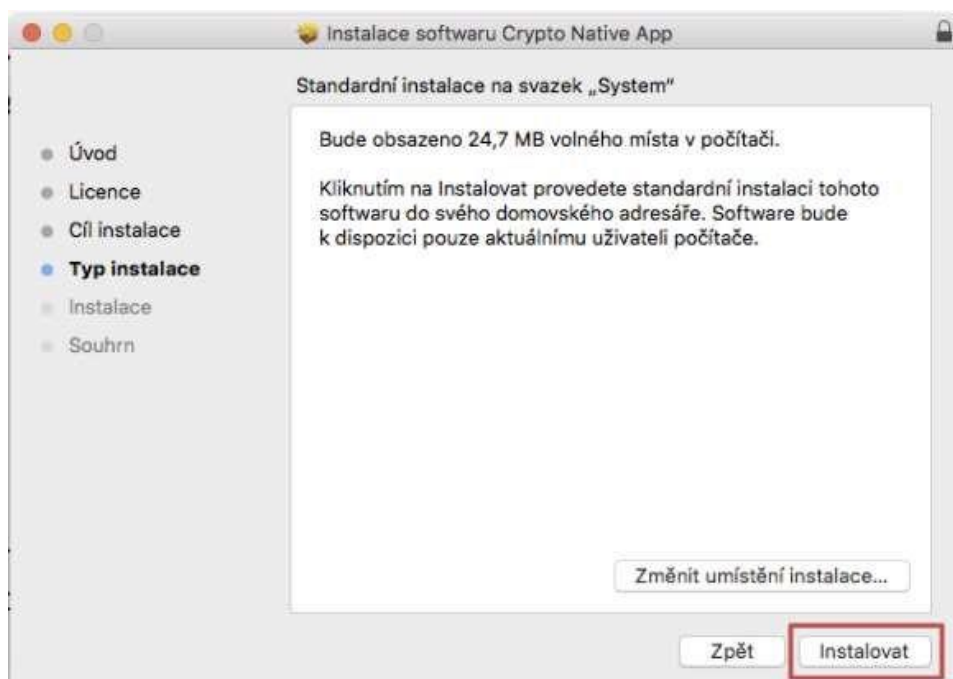 Instalace softwaru Crypto Native App
Standardní instalace na svazek „System“
Úvod
Licence
Cíl instalace
Typ instalace
Instalace
Souhrn
Bude obsazeno 24,7 MB volného místa v počítači.
Kliknutím na Instalovat provedete standardní instalaci tohoto
softwaru do svého domovského adresáře. Software bude
k dispozici pouze aktuálnímu uživateli počítače.
Změnit umístění instalace...
Zpět
Instalovat